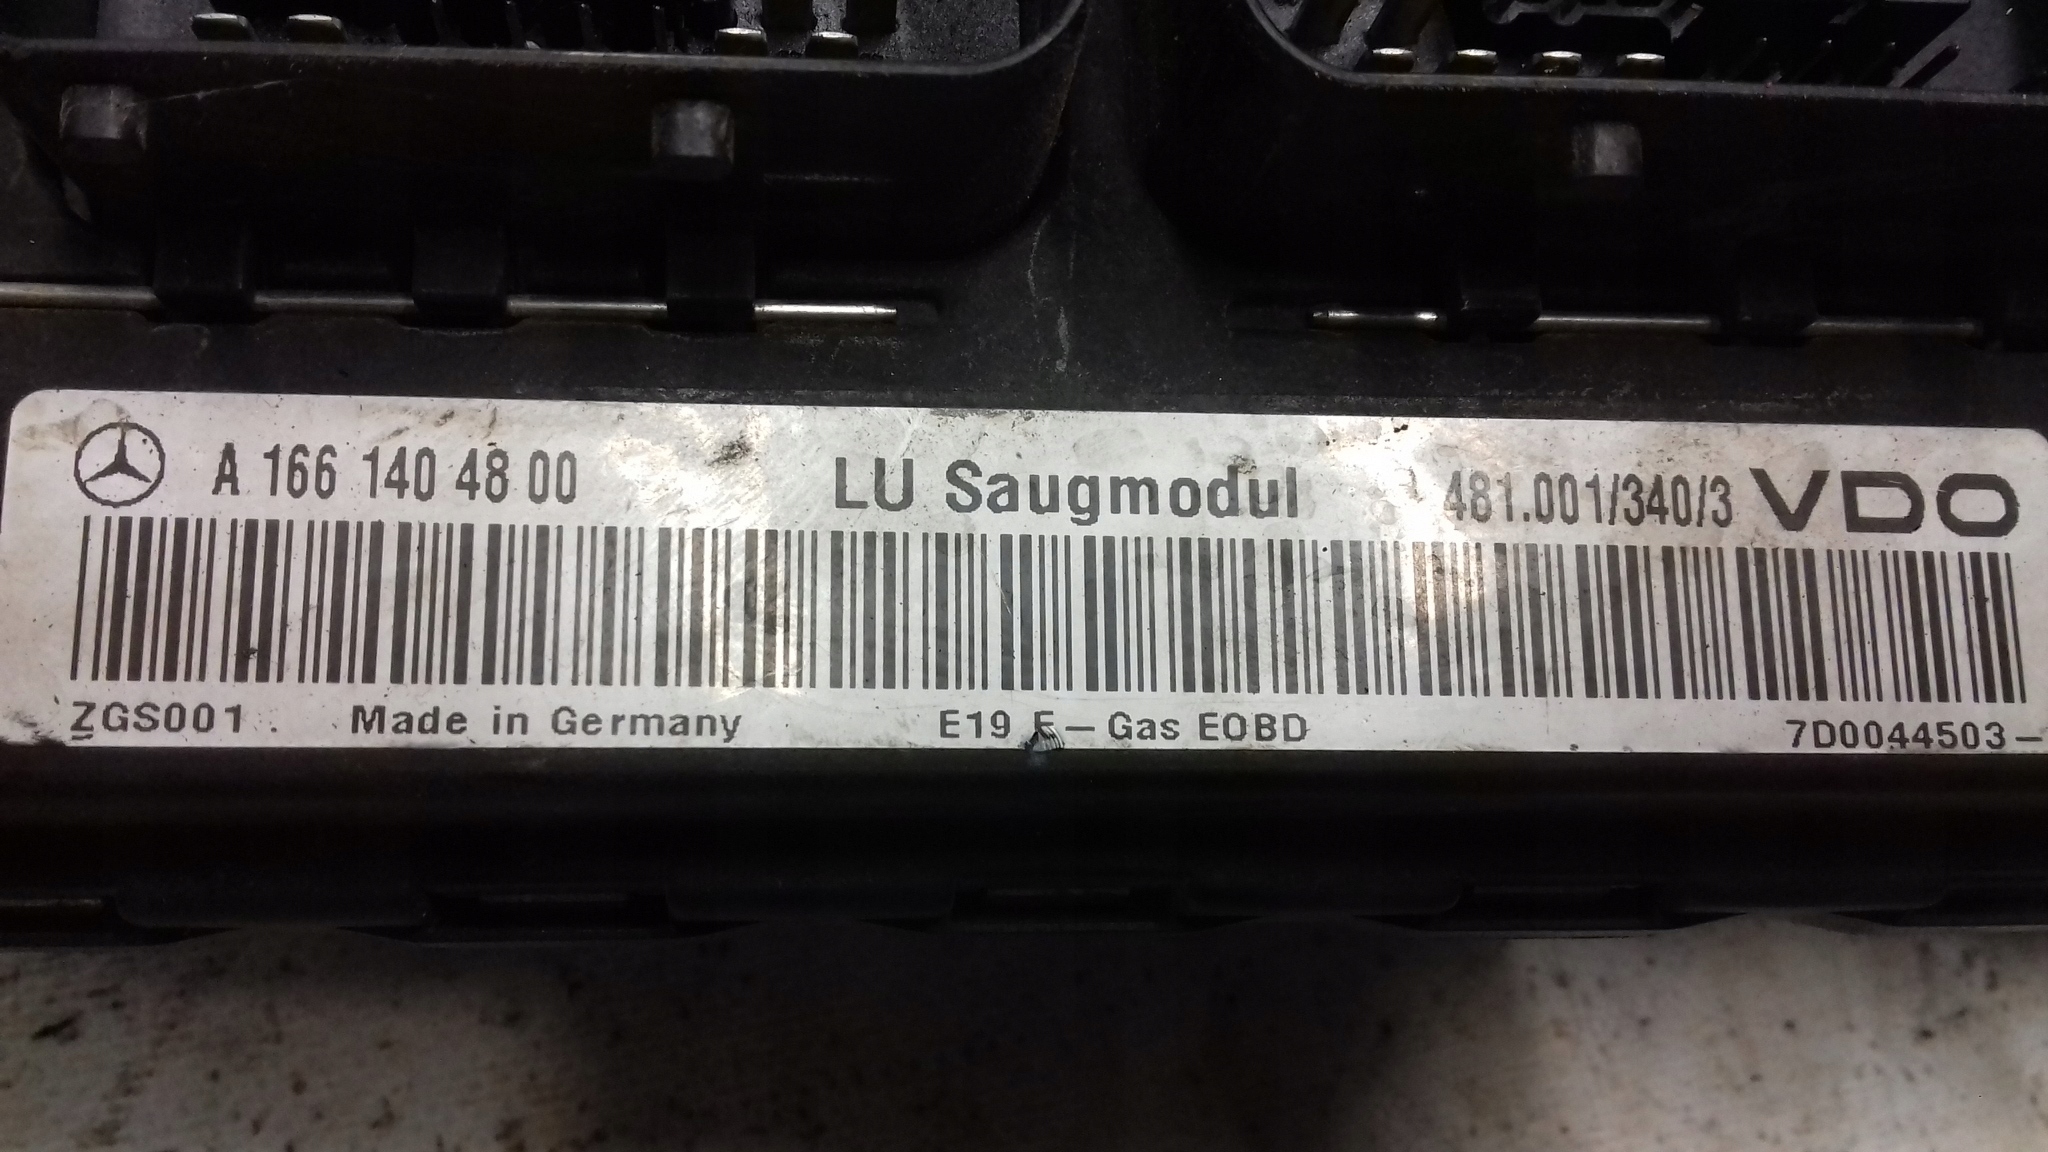 A 166 140 48 00 LU Saugmodul 481.001/340/3 VDO
ZGS001 Made in Germany E19 E-Gas EOBD 7D0044503-